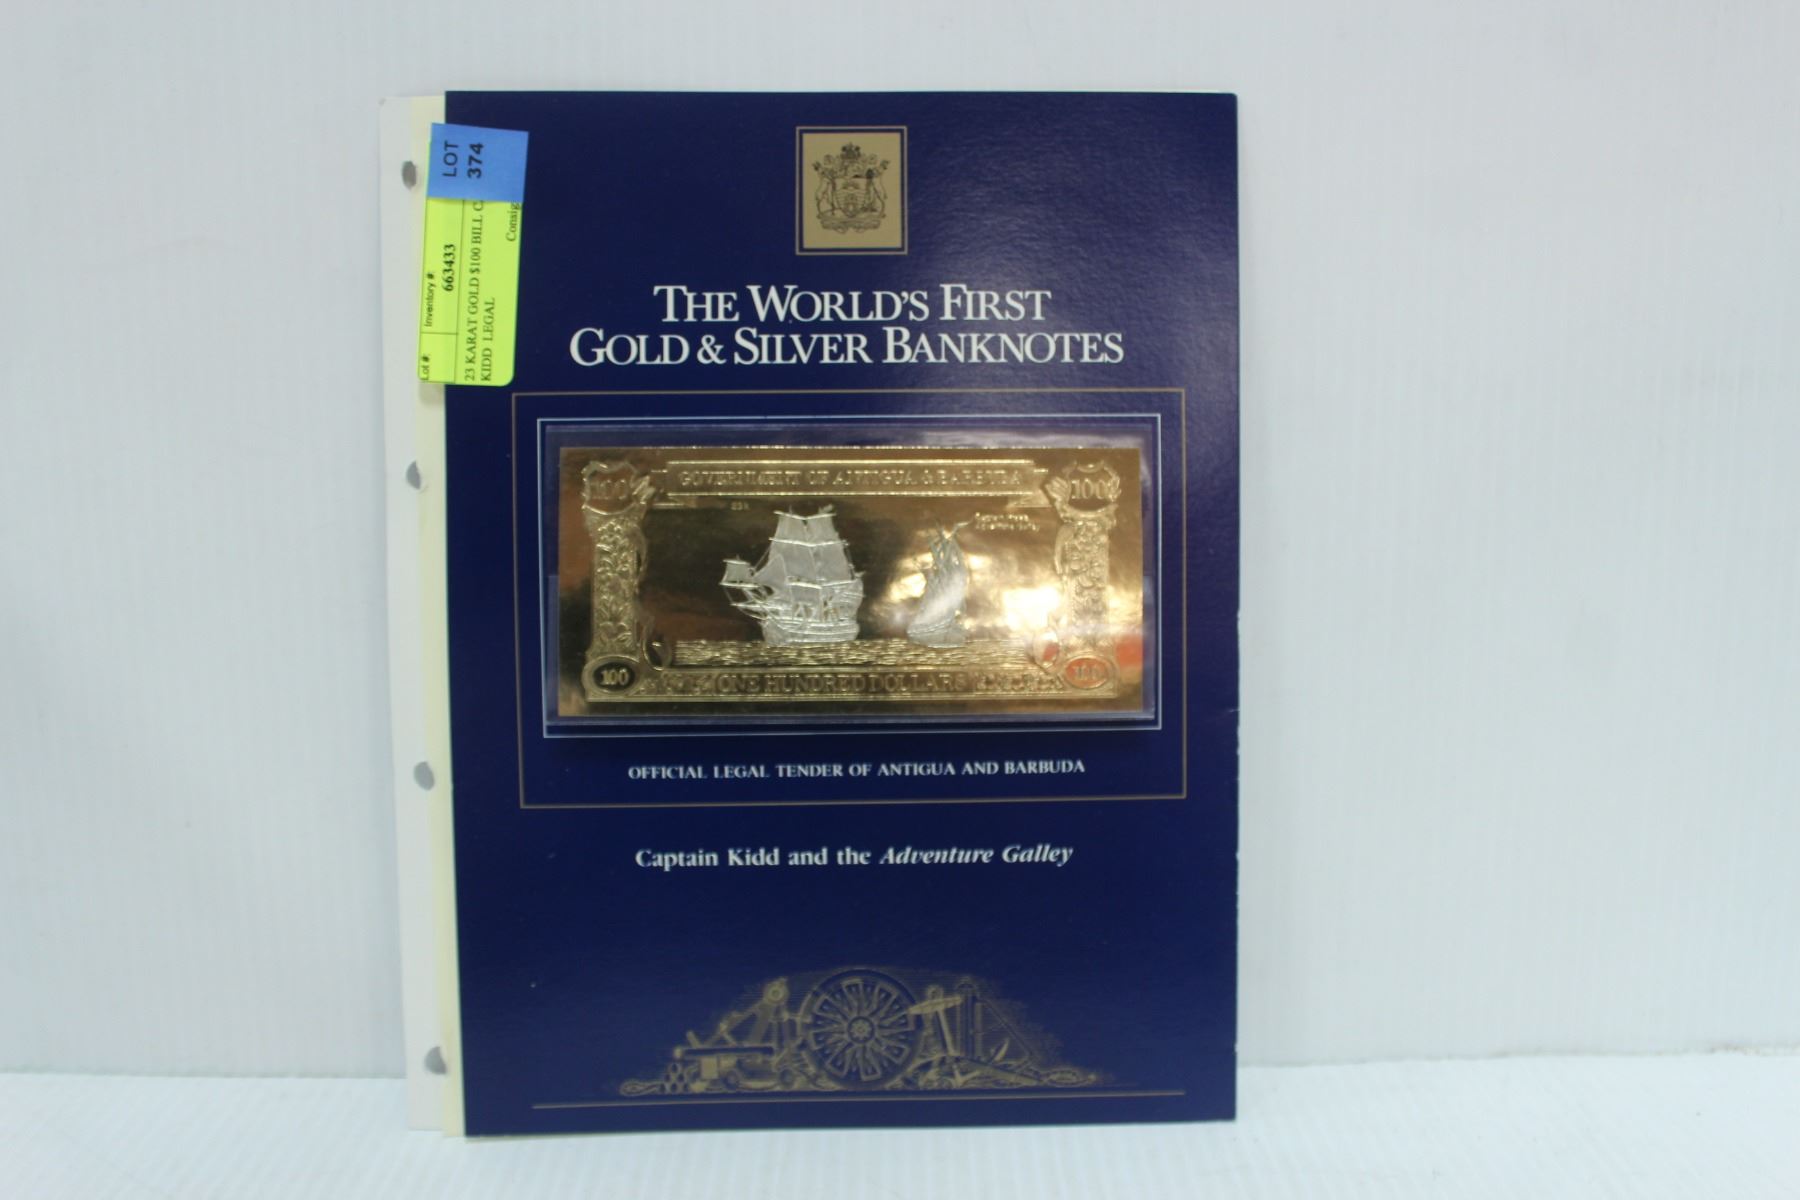 LOT
374
Lot #:
Inventory #:
663433
23 KARAT GOLD $100 BILL
KIDD LEGAL
THE WORLD'S FIRST
GOLD & SILVER BANKNOTES
100
GOVERNMENT OF ANTIGUA & BARBUDA
100
100
ONE HUNDRED DOLLARS
100
OFFICIAL LEGAL TENDER OF ANTIGUA AND BARBUDA
Captain Kidd and the Adventure Galley